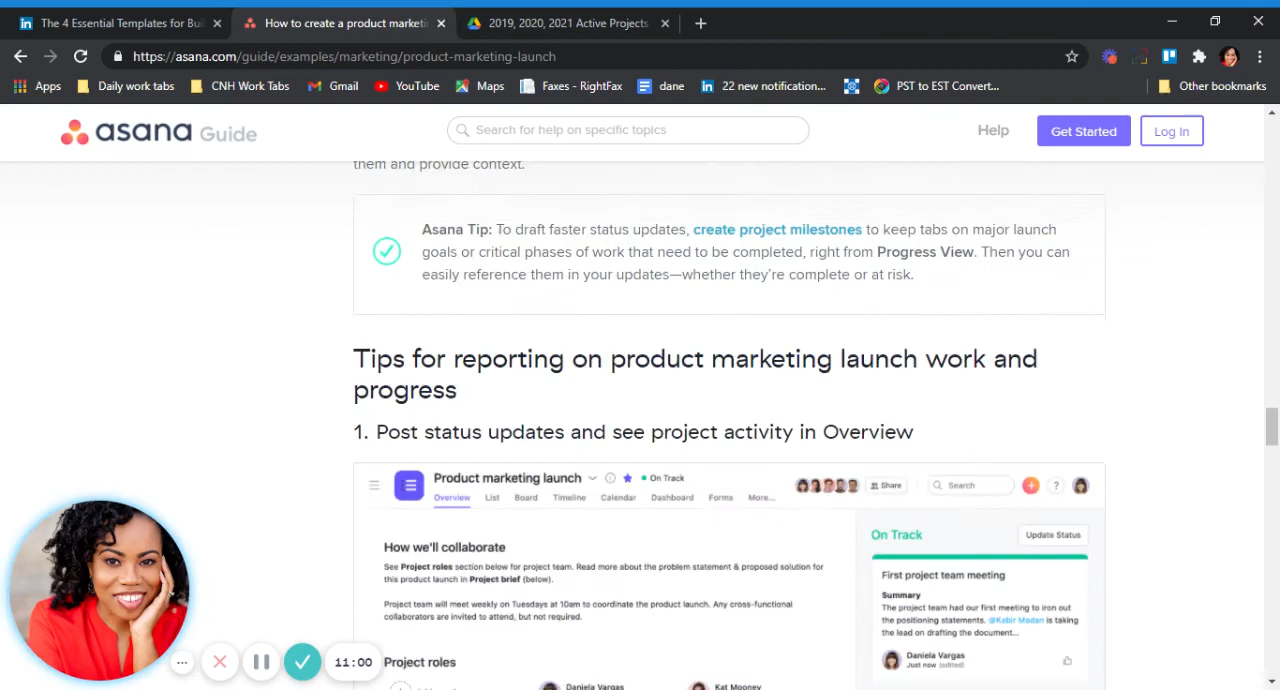 The 4 Essential Templates for Buil
How to create a product marketi
2019, 2020, 2021 Active Projects
https://asana.com/guide/examples/marketing/product-marketing-launch
Apps
Daily work tabs
CNH Work Tabs
Gmail
YouTube
Maps
Faxes - RightFax
dane
22 new notification...
PST to EST Convert...
Other bookmarks
asana Guide
Search for help on specific topics
Help
Get Started
Log In
them and provide context.
Asana Tip: To draft faster status updates, create project milestones to keep tabs on major launch
goals or critical phases of work that need to be completed, right from Progress View. Then you can
easily reference them in your updates—whether they're complete or at risk.
Tips for reporting on product marketing launch work and
progress
1. Post status updates and see project activity in Overview
Product marketing launch
On Track
Share
Search
Overview
List
Board
Timeline
Calendar
Dashboard
Forms
More...
How we'll collaborate
See Project roles section below for project team. Read more about the problem statement & proposed solution for
this product launch in Project brief (below).
Project team will meet weekly on Tuesdays at 10am to coordinate the product launch. Any cross-functional
collaborators are invited to attend, but not required.
Project roles
Daniela Vargas
Kat Mooney
On Track
Update Status
First project team meeting
Summary
The project team had our first meeting to iron out
the positioning statements. @Kabir Madan is taking
the lead on drafting the document...
Daniela Vargas
Just now (edited)
11:00